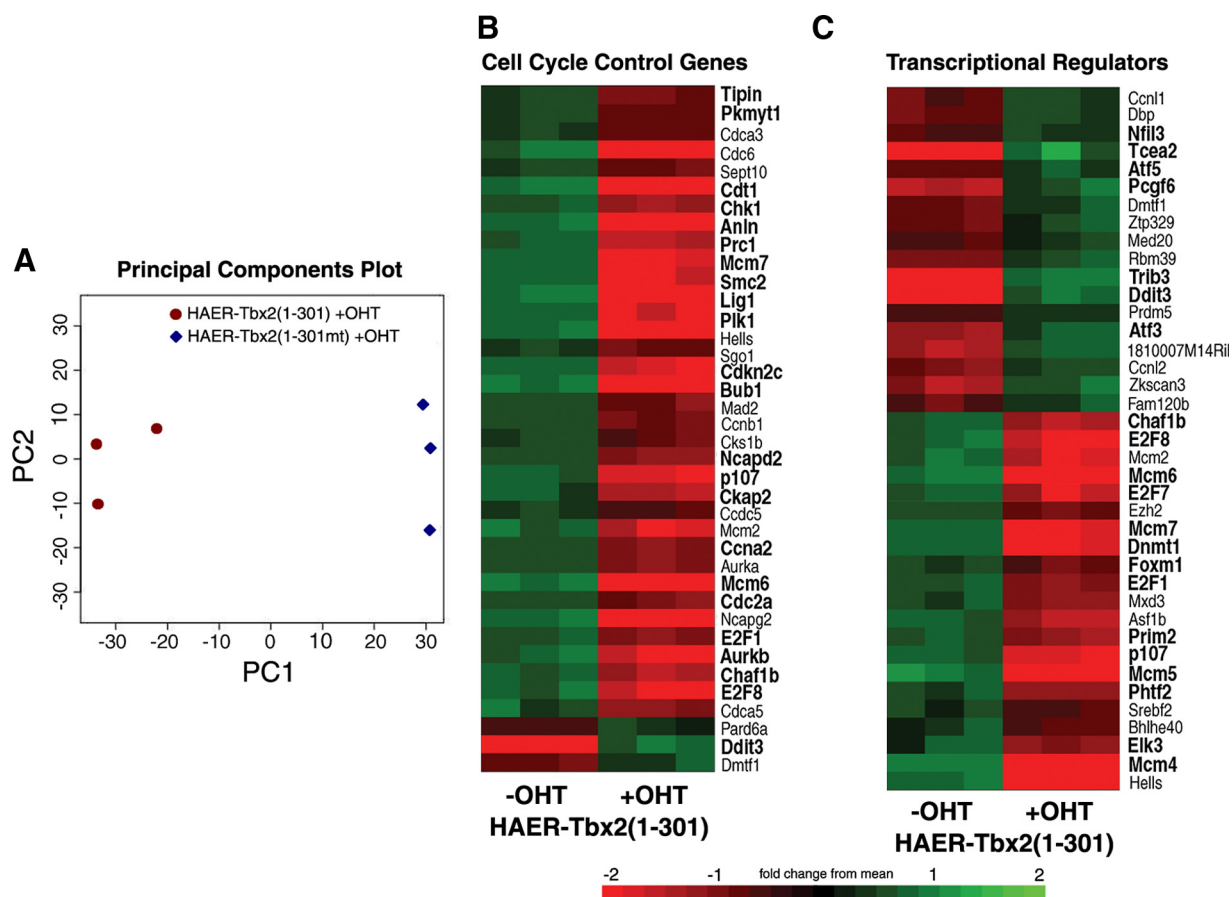 A
Principal Components Plot
HAER-Tbx2(1-301) +OHT
HAER-Tbx2(1-301mt) +OHT
PC2
30
20
10
0
-10
-20
-30
-30 -20 -10 0 10 20 30
PC1
B
Cell Cycle Control Genes
Tipin
Pkmyt1
Cdca3
Cdc6
Sept10
Cdt1
Chk1
Anln
Prc1
Mcm7
Smc2
Lig1
Plk1
Hells
Sgo1
Cdkn2c
Bub1
Mad2
Ccnb1
Cks1b
Ncapd2
p107
Ckap2
Ccdc5
Mcm2
Ccna2
Aurka
Mcm6
Cdc2a
Ncapg2
E2F1
Aurkb
Chaf1b
E2F8
Cdca5
Pard6a
Ddit3
Dmtf1
-OHT +OHT
HAER-Tbx2(1-301)
C
Transcriptional Regulators
Ccnl1
Dbp
Nfil3
Tcea2
Atf5
Pcgf6
Dmtf1
Ztp329
Med20
Rbm39
Trib3
Ddit3
Prdm5
Atf3
1810007M14Ril
Ccnl2
Zkscan3
Fam120b
Chaf1b
E2F8
Mcm2
Mcm6
E2F7
Ezh2
Mcm7
Dnmt1
Foxm1
E2F1
Mxd3
Asf1b
Prim2
p107
Mcm5
Phtf2
Srebf2
Bhlhe40
Elk3
Mcm4
Hells
-OHT +OHT
HAER-Tbx2(1-301)
-2 -1 fold change from mean 1 2